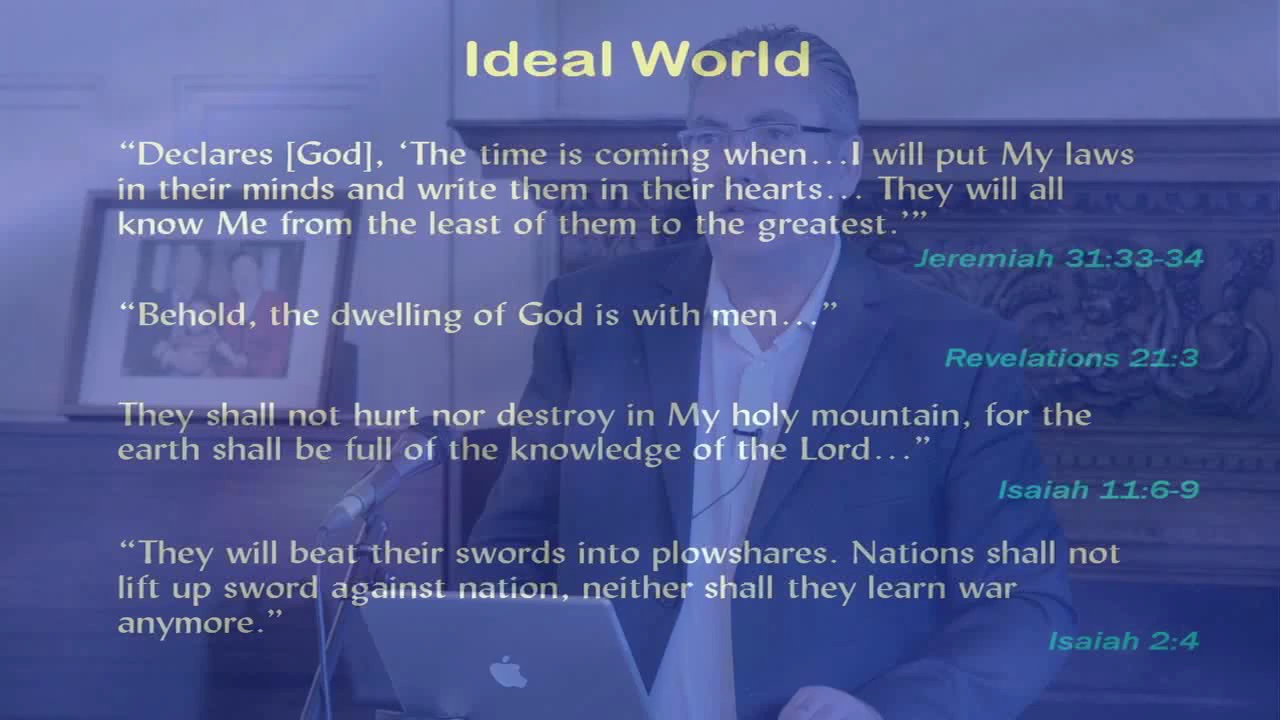 Ideal World
“Declares [God], ‘The time is coming when...I will put My laws
in their minds and write them in their hearts... They will all
know Me from the least of them to the greatest.’”
Jeremiah 31:33-34
“Behold, the dwelling of God is with men...”
Revelations 21:3
They shall not hurt nor destroy in My holy mountain, for the
earth shall be full of the knowledge of the Lord...”
Isaiah 11:6-9
“They will beat their swords into plowshares. Nations shall not
lift up sword against nation, neither shall they learn war
anymore.”
Isaiah 2:4